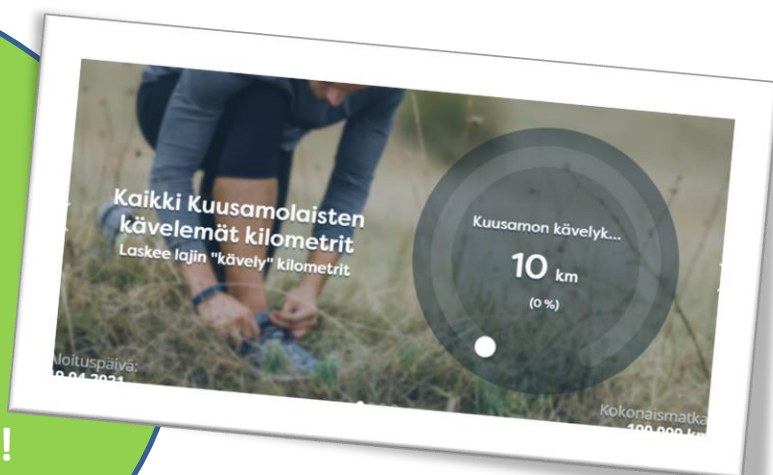 Kaikki Kuusamolaisten
kävelemät kilometrit
Laskee lajin "kävely" kilometrit
Kuusamon kävelyk...
10 km
(0 %)
Aloituspäivä:
Kokonaismatka
!